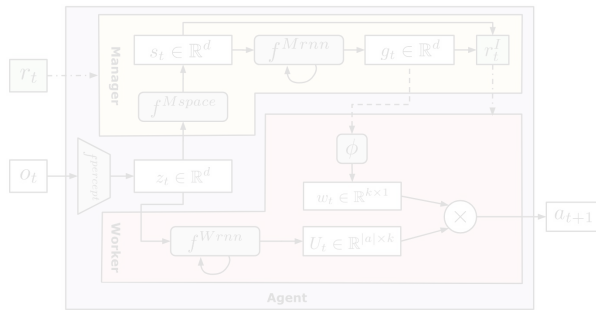 s_t ∈ ℝ^d
f^{Mrnn}
g_t ∈ ℝ^d
r_t^I
r_t
Manager
f^{Mspace}
ϕ
o_t
f^{percept}
z_t ∈ ℝ^d
w_t ∈ ℝ^{k×1}
×
a_{t+1}
Worker
f^{Wrnn}
U_t ∈ ℝ^{|a|×k}
Agent